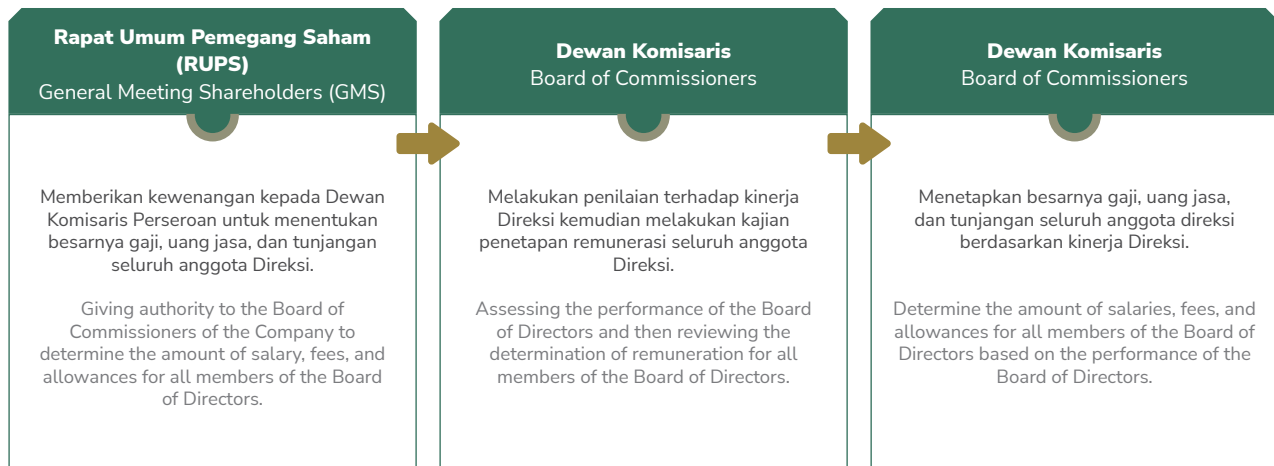 Rapat Umum Pemegang Saham
(RUPS)
General Meeting Shareholders (GMS)
Memberikan kewenangan kepada Dewan
Komisaris Perseroan untuk menentukan
besarnya gaji, uang jasa, dan tunjangan
seluruh anggota Direksi.
Giving authority to the Board of
Commissioners of the Company to
determine the amount of salary, fees, and
allowances for all members of the Board
of Directors.
Dewan Komisaris
Board of Commissioners
Melakukan penilaian terhadap kinerja
Direksi kemudian melakukan kajian
penetapan remunerasi seluruh anggota
Direksi.
Assessing the performance of the Board
of Directors and then reviewing the
determination of remuneration for all
members of the Board of Directors.
Dewan Komisaris
Board of Commissioners
Menetapkan besarnya gaji, uang jasa,
dan tunjangan seluruh anggota direksi
berdasarkan kinerja Direksi.
Determine the amount of salaries, fees, and
allowances for all members of the Board of
Directors based on the performance of the
Board of Directors.